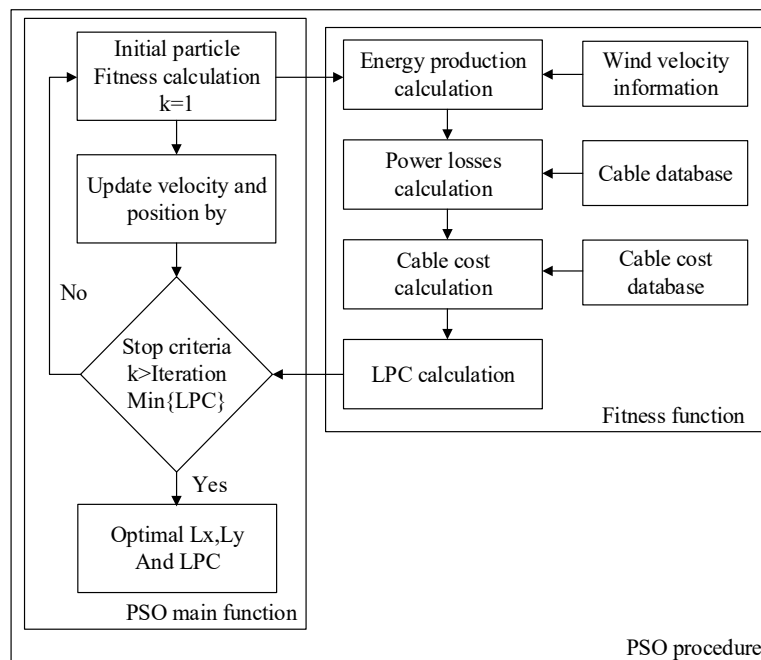 Initial particle
Fitness calculation
k=1
Update velocity and
position by
No
Stop criteria
k>Iteration
Min{LPC}
Yes
Optimal Lx,Ly
And LPC
PSO main function
Energy production
calculation
Wind velocity
information
Power losses
calculation
Cable database
Cable cost
calculation
Cable cost
database
LPC calculation
Fitness function
PSO procedure